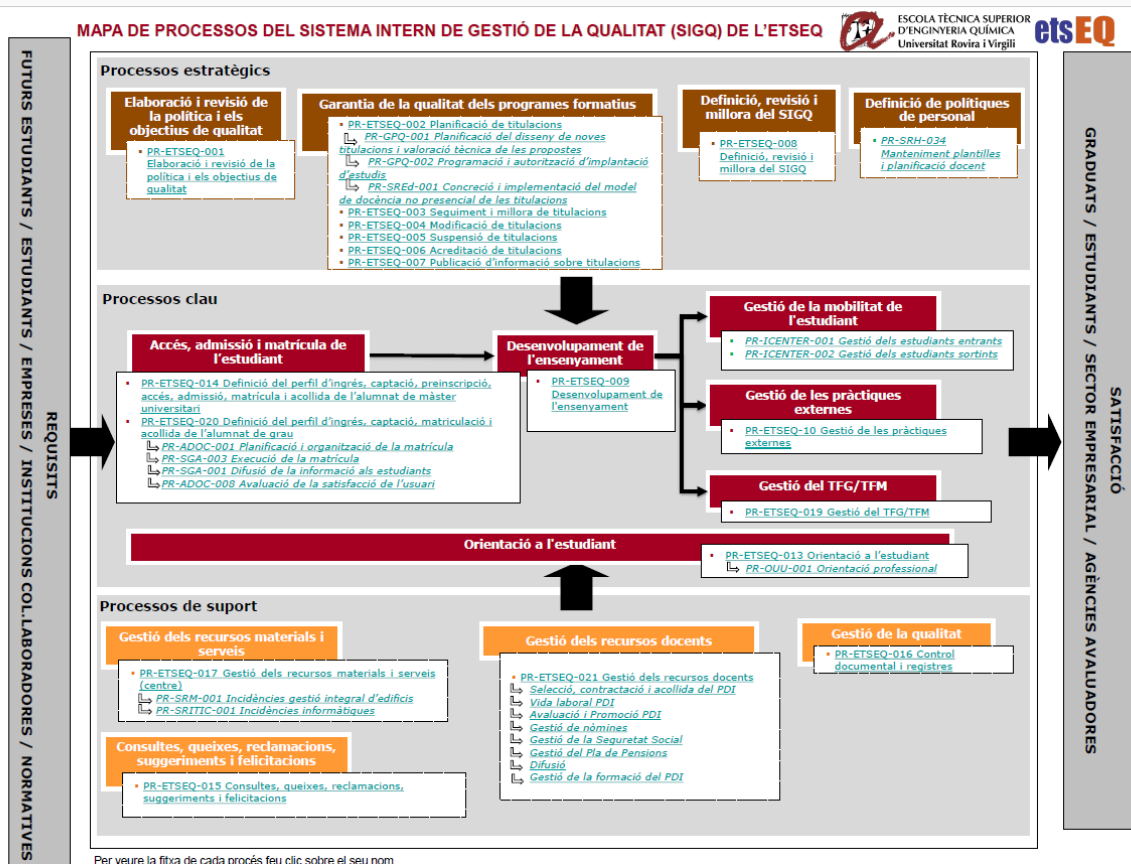 MAPA DE PROCESSOS DEL SISTEMA INTERN DE GESTIÓ DE LA QUALITAT (SIGQ) DE L'ETSEQ
ESCOLA TÈCNICA SUPERIOR
D'ENGINYERIA QUÍMICA
Universitat Rovira i Virgili
etsEQ
FUTURS ESTUDIANTS / ESTUDIANTS / EMPRESES / INSTITUCIONS COL.LABORADORES / NORMATIVES
REQUISITS
Processos estratègics
Elaboració i revisió de
la política i els
objectius de qualitat
PR-ETSEQ-001
Elaboració i revisió de la
política i els objectius de
qualitat
Garantia de la qualitat dels programes formatius
PR-ETSEQ-002 Planificació de titulacions
PR-GPQ-001 Planificació del disseny de noves
titulacions i valoració tècnica de les propostes
PR-GPQ-002 Programació i autorització d'implantació
d'estudis
PR-SREd-001 Concreció i implementació del model
de docència no presencial de les titulacions
PR-ETSEQ-003 Seguiment i millora de titulacions
PR-ETSEQ-004 Modificació de titulacions
PR-ETSEQ-005 Suspensió de titulacions
PR-ETSEQ-006 Acreditació de titulacions
PR-ETSEQ-007 Publicació d'informació sobre titulacions
Definició, revisió i
millora del SIGQ
PR-ETSEQ-008
Definició, revisió i
millora del SIGQ
Definició de polítiques
de personal
PR-SRH-034
Manteniment plantilles
i planificació docent
Processos clau
Accés, admissió i matrícula de
l'estudiant
PR-ETSEQ-014 Definició del perfil d'ingrés, captació, preinscripció,
accés, admissió, matrícula i acollida de l'alumnat de màster
universitari
PR-ETSEQ-020 Definició del perfil d'ingrés, captació, matriculació i
acollida de l'alumnat de grau
PR-ADOC-001 Planificació i organització de la matrícula
PR-SGA-003 Execució de la matrícula
PR-SGA-001 Difusió de la informació als estudiants
PR-ADOC-008 Avaluació de la satisfacció de l'usuari
Desenvolupament de
l'ensenyament
PR-ETSEQ-009
Desenvolupament de
l'ensenyament
Gestió de la mobilitat de
l'estudiant
PR-ICENTER-001 Gestió dels estudiants entrants
PR-ICENTER-002 Gestió dels estudiants sortints
Gestió de les pràctiques
externes
PR-ETSEQ-10 Gestió de les pràctiques
externes
Gestió del TFG/TFM
PR-ETSEQ-019 Gestió del TFG/TFM
Orientació a l'estudiant
PR-ETSEQ-013 Orientació a l'estudiant
PR-OUU-001 Orientació professional
Processos de suport
Gestió dels recursos materials i
serveis
PR-ETSEQ-017 Gestió dels recursos materials i serveis
(centre)
PR-SRM-001 Incidències gestió integral d'edificis
PR-SRITIC-001 Incidències informàtiques
Consultes, queixes, reclamacions,
suggeriments i felicitacions
PR-ETSEQ-015 Consultes, queixes, reclamacions,
suggeriments i felicitacions
Gestió dels recursos docents
PR-ETSEQ-021 Gestió dels recursos docents
Selecció, contractació i acollida del PDI
Vida laboral PDI
Avaluació i Promoció PDI
Gestió de nòmines
Gestió de la Seguretat Social
Gestió del Pla de Pensions
Difusió
Gestió de la formació del PDI
Gestió de la qualitat
PR-ETSEQ-016 Control
documental i registres
SATISFACCIÓ
GRADUATS / ESTUDIANTS / SECTOR EMPRESARIAL / AGÈNCIES AVALUADORES
Per veure la fitxa de cada procés feu clic sobre el seu nom